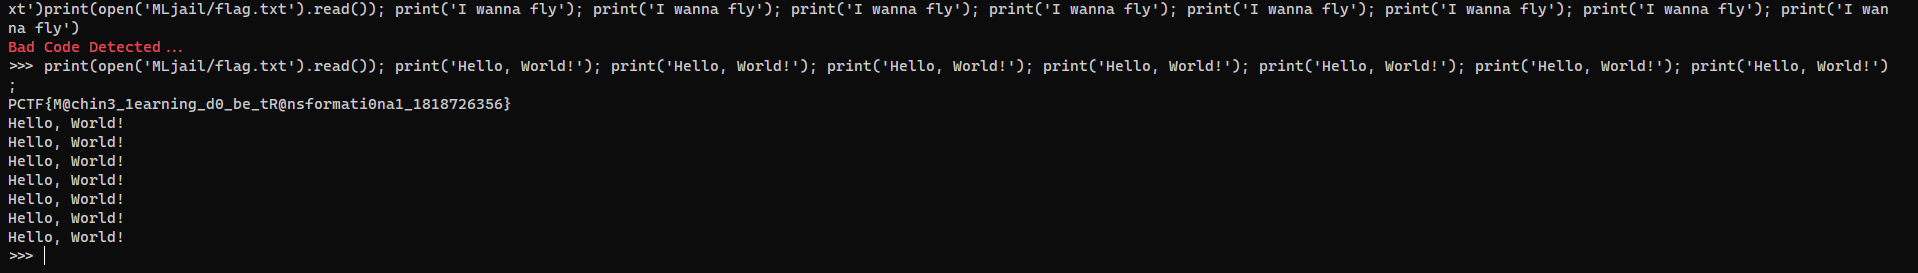 xt')print(open('MLjail/flag.txt').read()); print('I wanna fly'); print('I wanna fly'); print('I wanna fly'); print('I wanna fly'); print('I wanna fly'); print('I wanna fly'); print('I wanna fly'); print('I wan
na fly')
Bad Code Detected...
>>> print(open('MLjail/flag.txt').read()); print('Hello, World!'); print('Hello, World!'); print('Hello, World!'); print('Hello, World!'); print('Hello, World!'); print('Hello, World!'); print('Hello, World!')
;
PCTF{M@chin3_1earning_d0_be_tR@nsformati0na1_1818726356}
Hello, World!
Hello, World!
Hello, World!
Hello, World!
Hello, World!
Hello, World!
Hello, World!
>>>